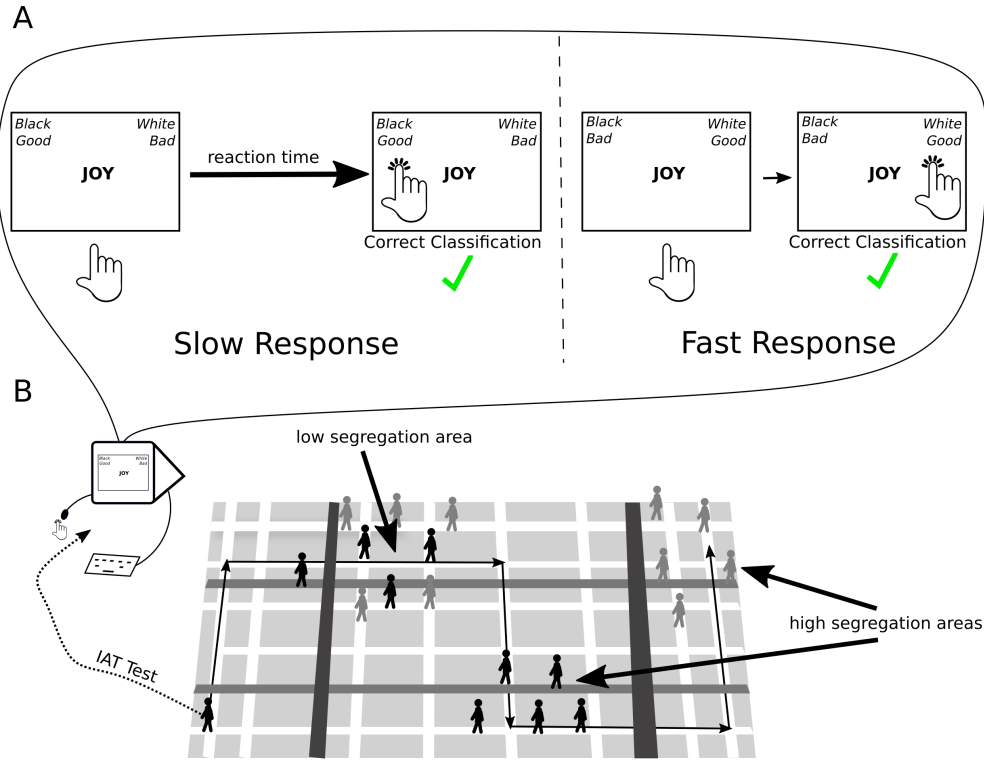 A
Black
Good
White
Bad
JOY
reaction time
Black
Good
White
Bad
JOY
Correct Classification
Black
Bad
White
Good
JOY
Black
Bad
White
Good
JOY
Correct Classification
Slow Response
Fast Response
B
low segregation area
Black
Good
White
Bad
JOY
high segregation areas
IAT Test